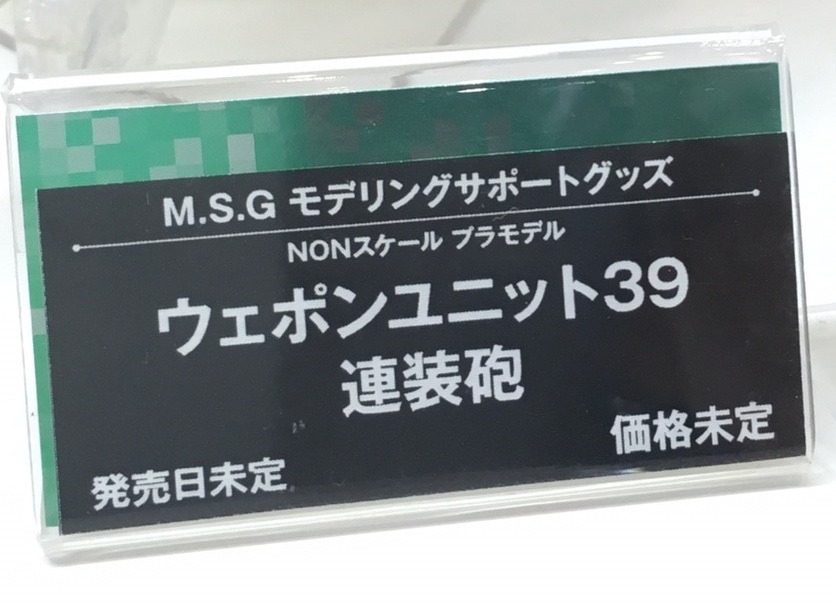 M.S.G モデリングサポートグッズ
NONスケール プラモデル
ウェポンユニット39
連装砲
価格未定
発売日未定